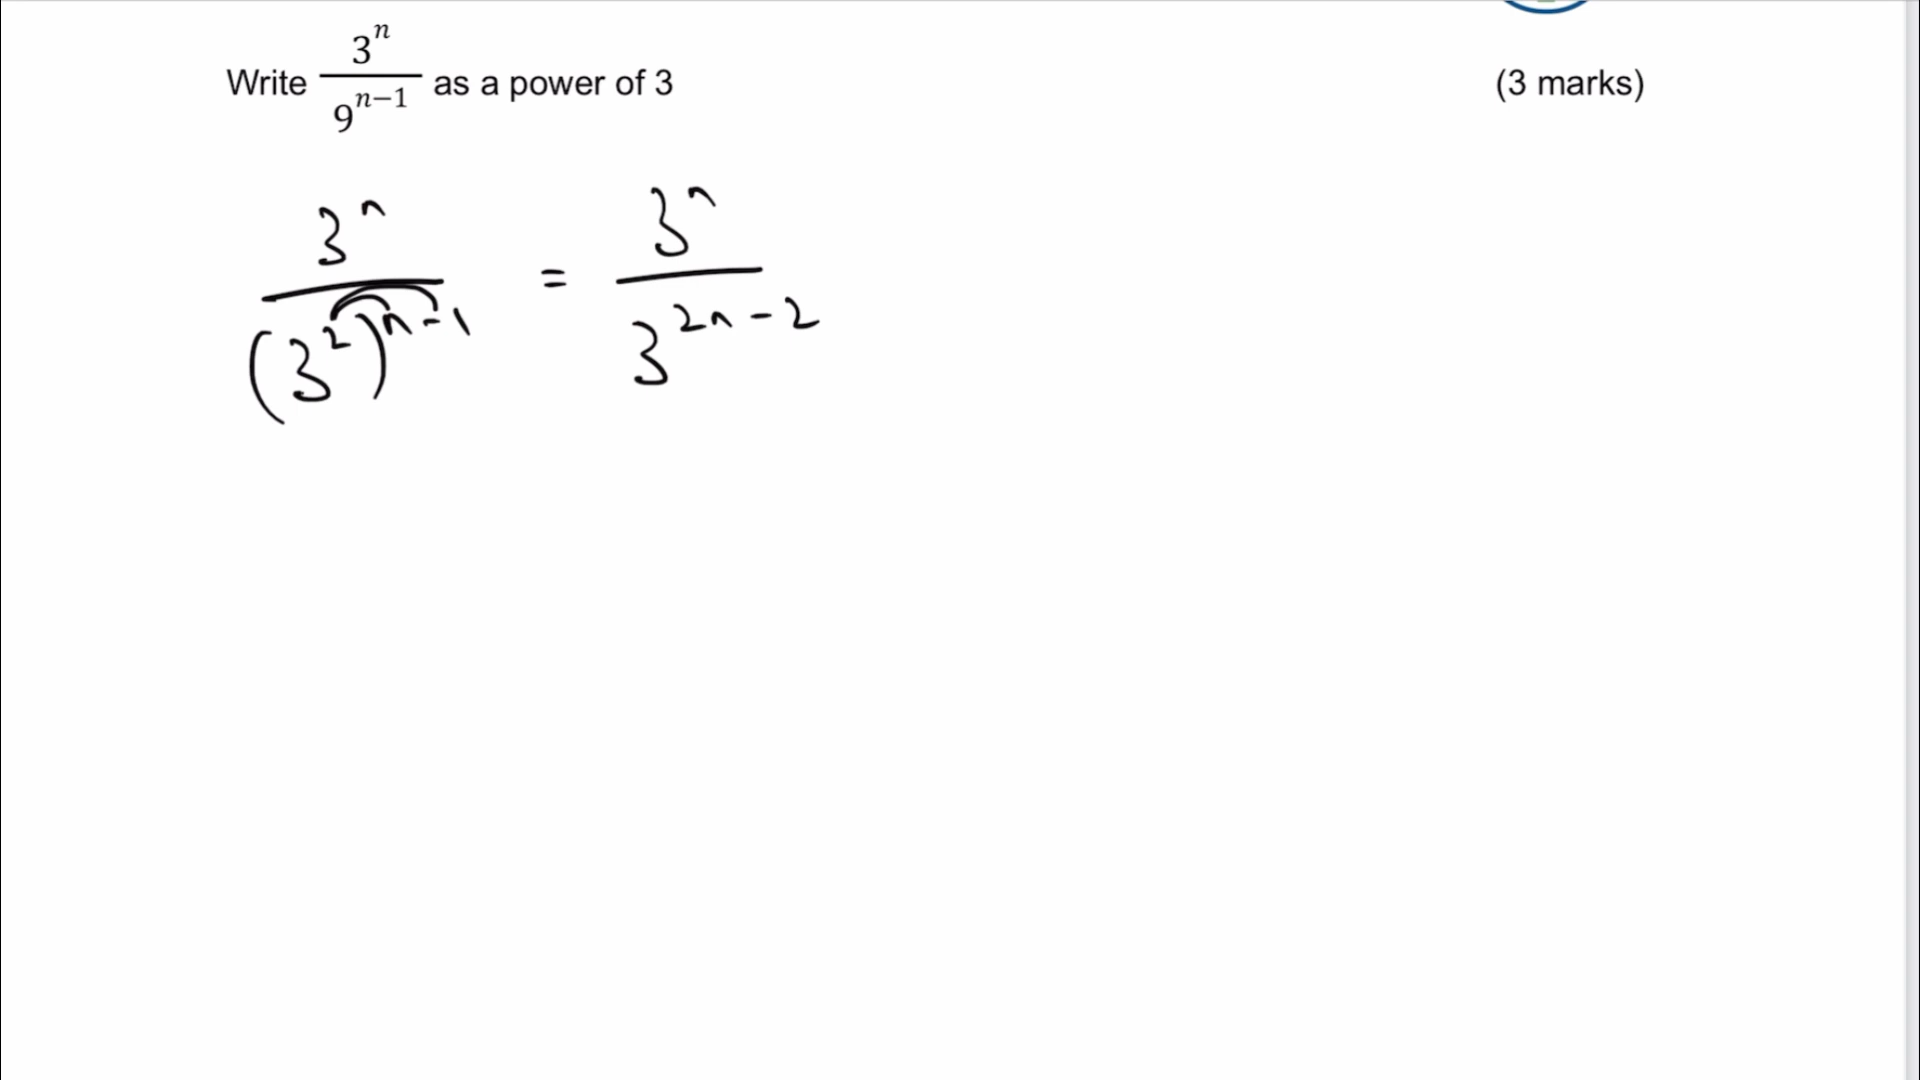 Write 3^n / 9^(n−1) as a power of 3 (3 marks)
3^n / (3^2)^(n-1) = 3^n / 3^(2n-2)